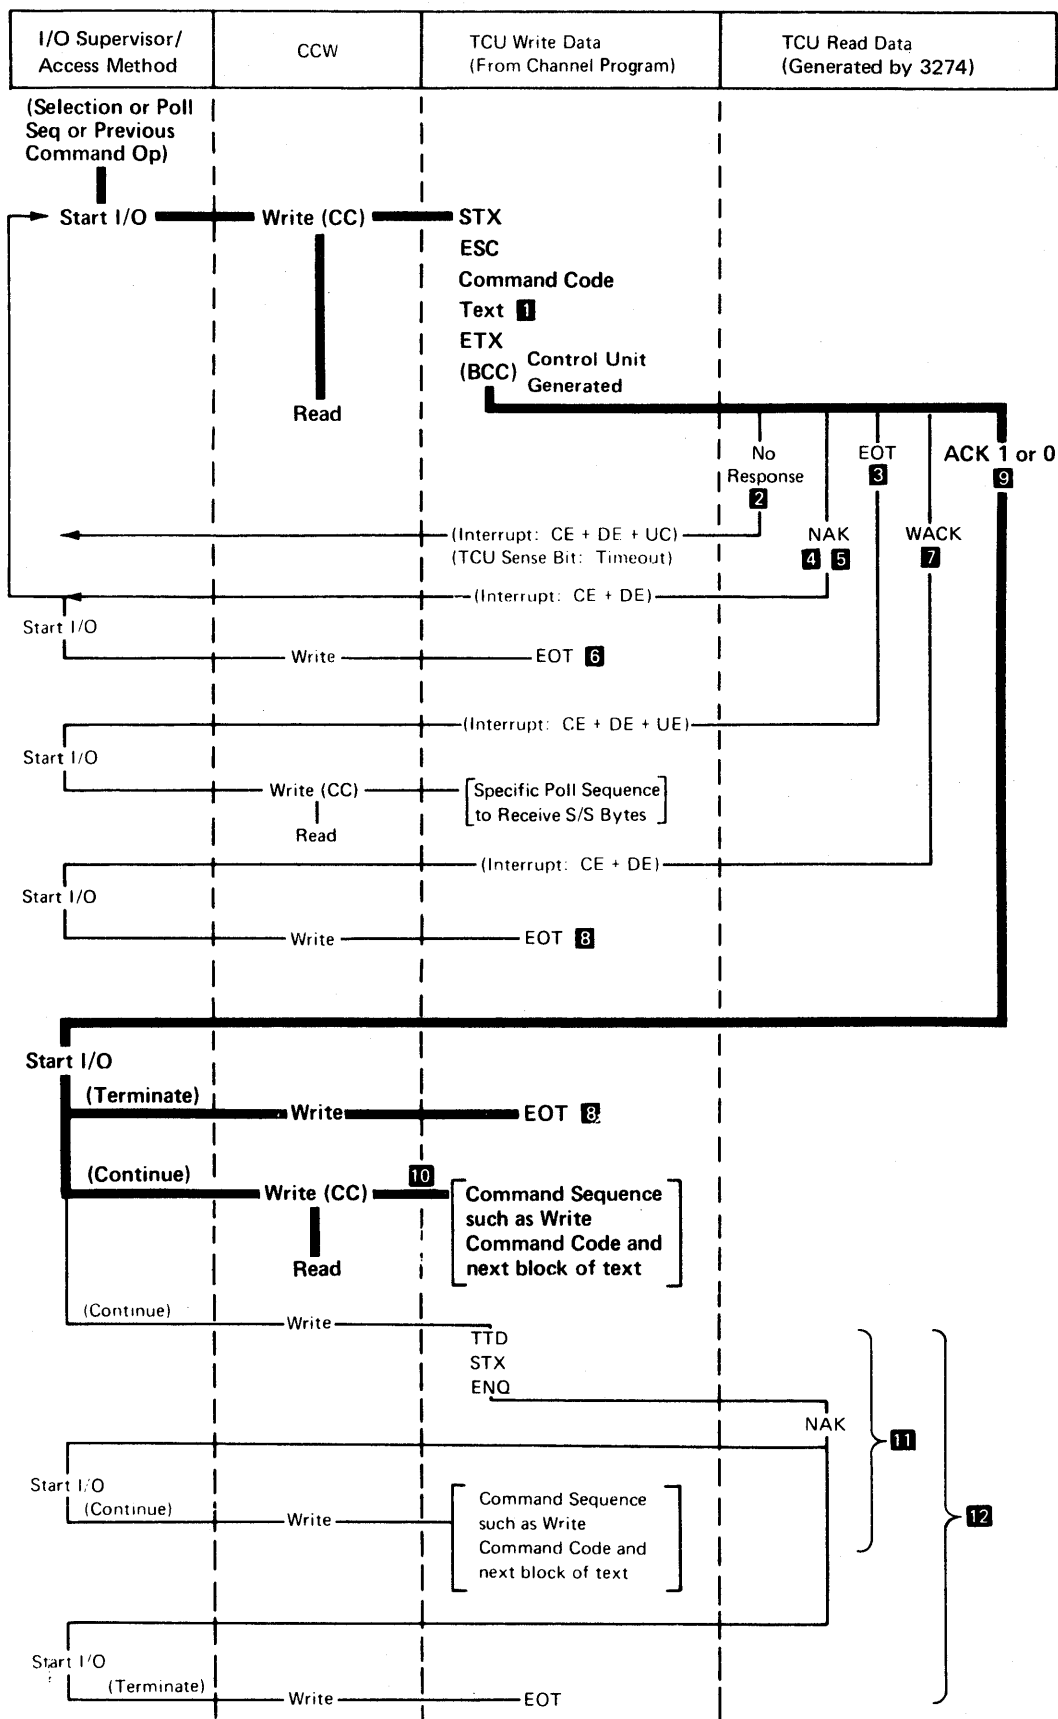 I/O Supervisor/
Access Method
CCW
TCU Write Data
(From Channel Program)
TCU Read Data
(Generated by 3274)
(Selection or Poll
Seq or Previous
Command Op)
Start I/O
Write (CC)
STX
ESC
Command Code
Text 1
ETX
(BCC) Control Unit
Generated
Read
No
Response
2
NAK
4 5
EOT
3
WACK
7
ACK 1 or 0
9
(Interrupt: CE + DE + UC)
(TCU Sense Bit: Timeout)
(Interrupt: CE + DE)
Start I/O
Write
EOT 6
(Interrupt: CE + DE + UE)
Start I/O
Write (CC)
Specific Poll Sequence
to Receive S/S Bytes
Read
(Interrupt: CE + DE)
Start I/O
Write
EOT 8
Start I/O
(Terminate)
Write
EOT 8
(Continue)
Write (CC)
10
Command Sequence
such as Write
Command Code and
next block of text
Read
(Continue)
Write
TTD
STX
ENQ
NAK
11
Start I/O
(Continue)
Write
Command Sequence
such as Write
Command Code and
next block of text
12
Start I/O
(Terminate)
Write
EOT